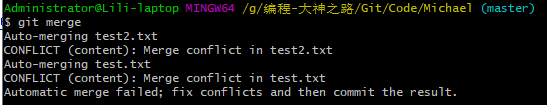 Administrator@Lili-laptop MINGW64 /g/编程-大神之路/Git/Code/Michael (master)
$ git merge
Auto-merging test2.txt
CONFLICT (content): Merge conflict in test2.txt
Auto-merging test.txt
CONFLICT (content): Merge conflict in test.txt
Automatic merge failed; fix conflicts and then commit the result.